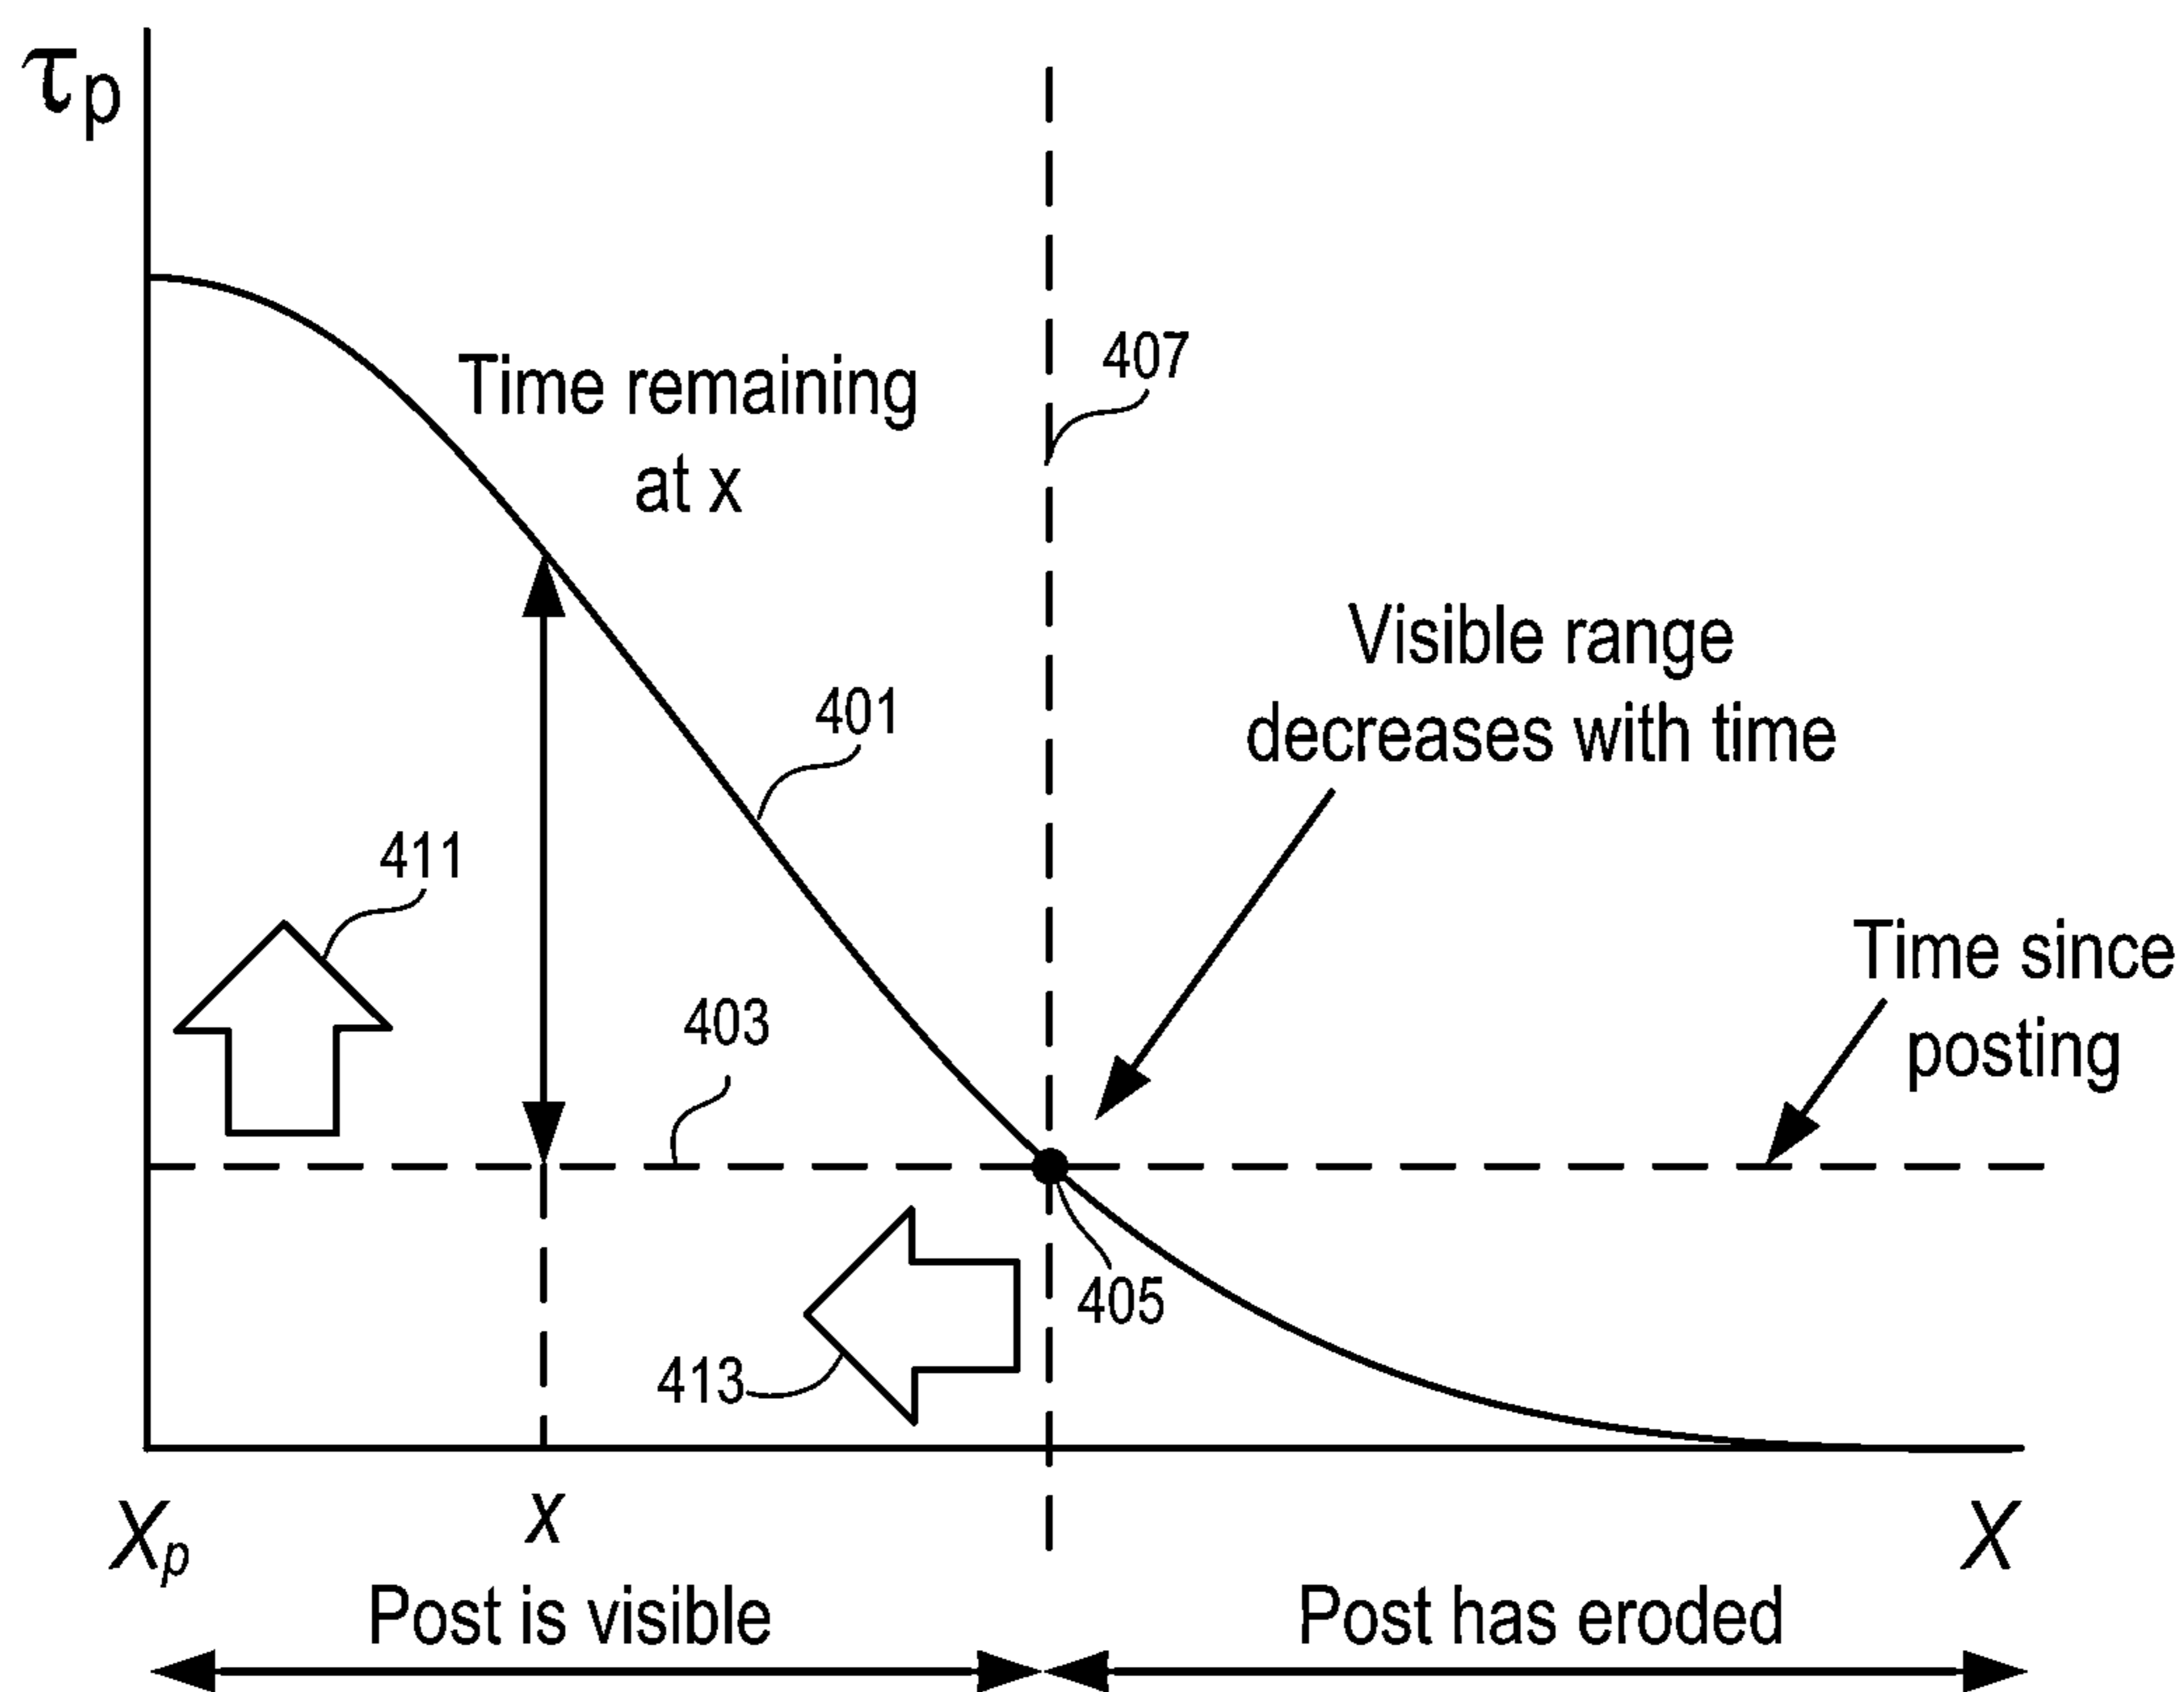 τp
407
Time remaining
at x
Visible range
decreases with time
401
411
Time since
posting
403
405
413
Xp
x
X
Post is visible
Post has eroded